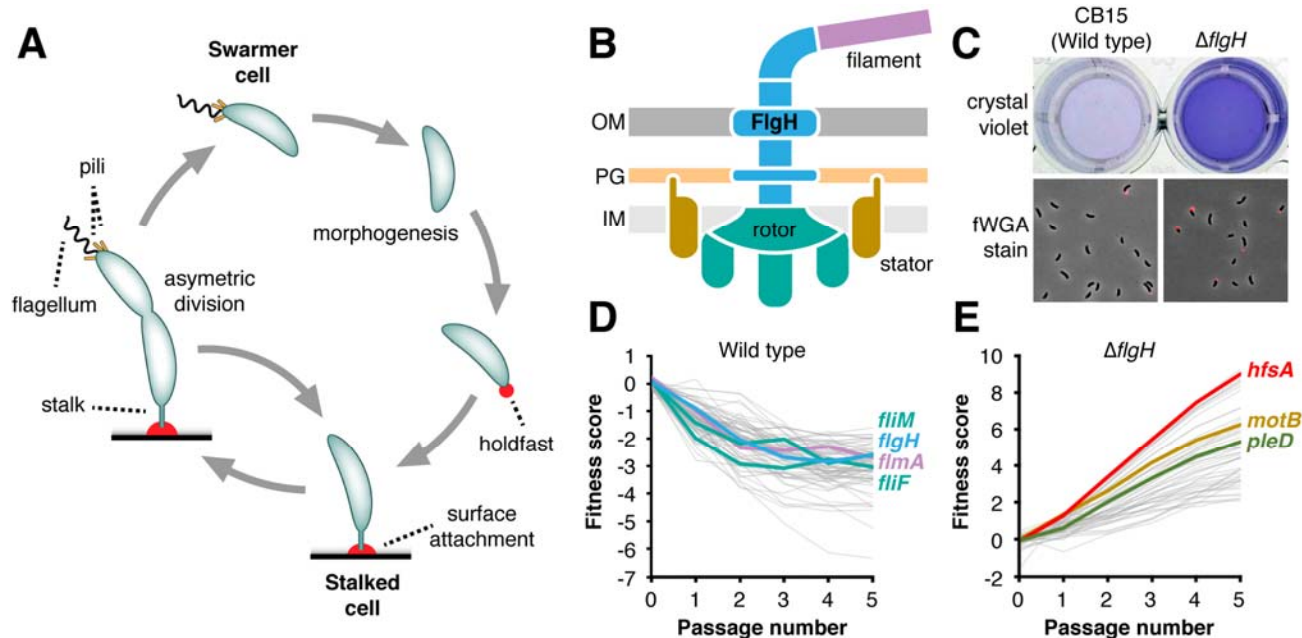 A
Swarmer
cell
pili
flagellum
asymetric
division
morphogenesis
stalk
holdfast
surface
attachment
Stalked
cell
B
filament
OM
FlgH
PG
IM
rotor
stator
C
CB15
(Wild type)
ΔflgH
crystal
violet
fWGA
stain
D
Wild type
Fitness score
1
0
-1
-2
-3
-4
-5
-6
-7
fliM
flgH
flmA
fliF
0 1 2 3 4 5
Passage number
E
ΔflgH
Fitness score
10
8
6
4
2
0
-2
hfsA
motB
pleD
0 1 2 3 4 5
Passage number